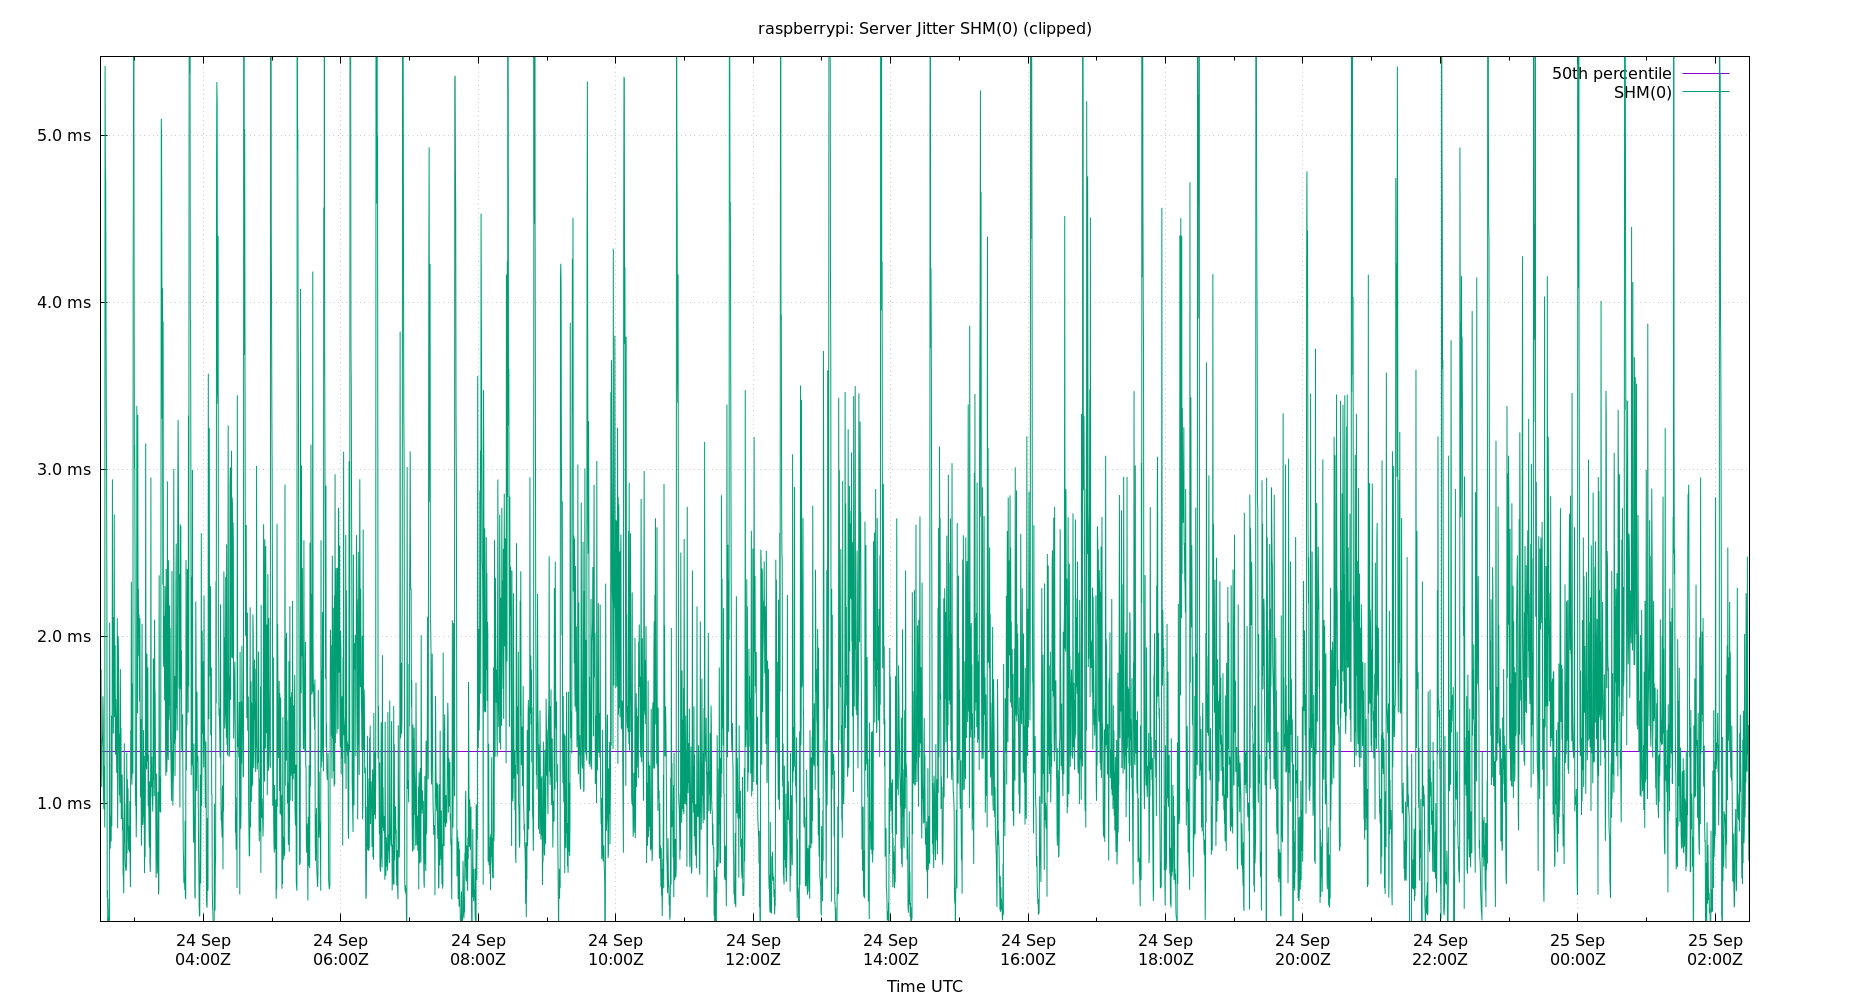 raspberrypi: Server Jitter SHM(0) (clipped)
50th percentile
SHM(0)
5.0 ms
4.0 ms
3.0 ms
2.0 ms
1.0 ms
24 Sep 24 Sep 24 Sep 24 Sep 24 Sep 24 Sep 24 Sep 24 Sep 24 Sep 24 Sep 25 Sep 25 Sep
04:00Z 06:00Z 08:00Z 10:00Z 12:00Z 14:00Z 16:00Z 18:00Z 20:00Z 22:00Z 00:00Z 02:00Z
Time UTC